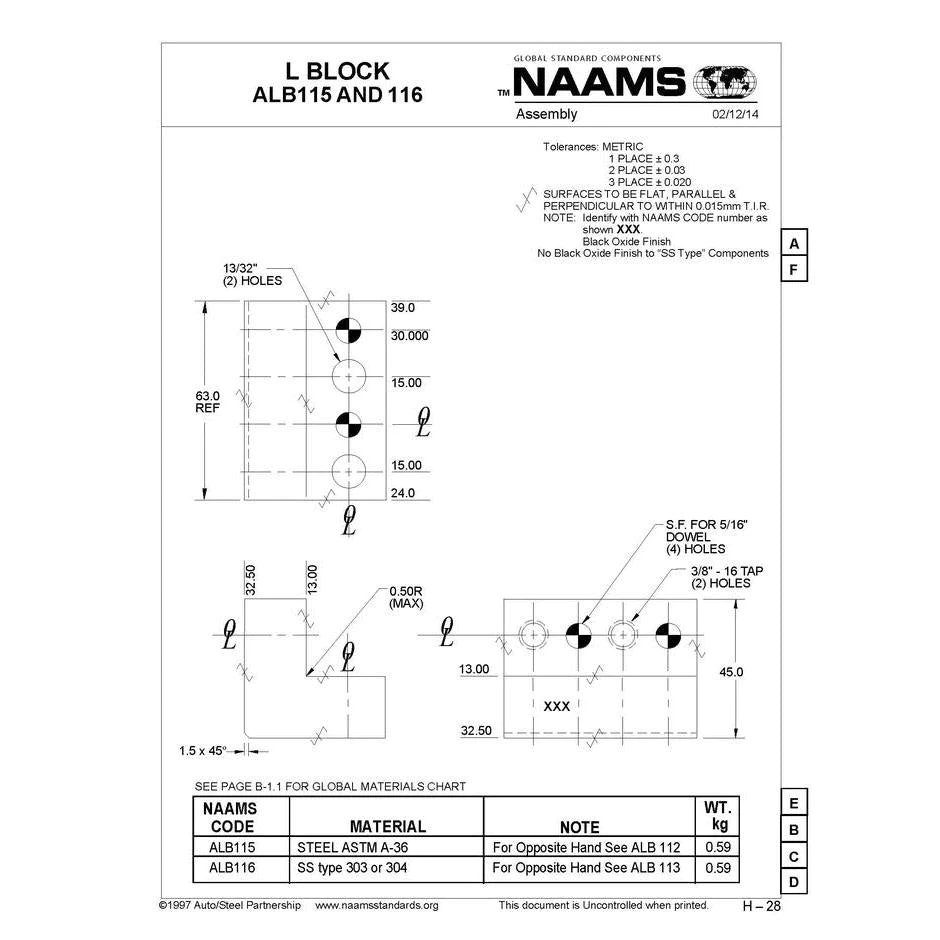 L BLOCK
ALB115 AND 116
GLOBAL STANDARD COMPONENTS
TM NAAMS
Assembly 02/12/14
Tolerances: METRIC
1 PLACE ± 0.3
2 PLACE ± 0.03
3 PLACE ± 0.020
SURFACES TO BE FLAT, PARALLEL &
PERPENDICULAR TO WITHIN 0.015mm T.I.R.
NOTE: Identify with NAAMS CODE number as
shown XXX.
Black Oxide Finish
No Black Oxide Finish to "SS Type" Components
A
F
13/32"
(2) HOLES
39.0
30.000
15.00
63.0
REF
15.00
24.0
S.F. FOR 5/16"
DOWEL
(4) HOLES
3/8" - 16 TAP
(2) HOLES
32.50
13.00
0.50R
(MAX)
13.00
45.0
XXX
32.50
1.5 x 45°
SEE PAGE B-1.1 FOR GLOBAL MATERIALS CHART
NAAMS CODE MATERIAL NOTE WT. kg
ALB115 STEEL ASTM A-36 For Opposite Hand See ALB 112 0.59
ALB116 SS type 303 or 304 For Opposite Hand See ALB 113 0.59
E
B
C
D
©1997 Auto/Steel Partnership www.naamsstandards.org This document is Uncontrolled when printed. H – 28